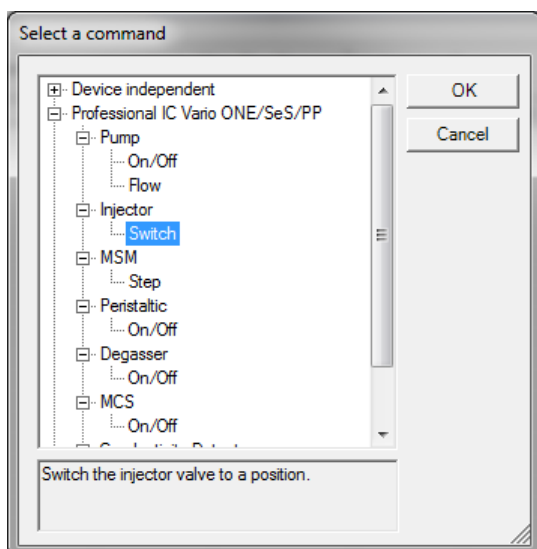 Select a command
Device independent
Professional IC Vario ONE/SeS/PP
Pump
On/Off
Flow
Injector
Switch
MSM
Step
Peristaltic
On/Off
Degasser
On/Off
MCS
On/Off
OK
Cancel
Switch the injector valve to a position.